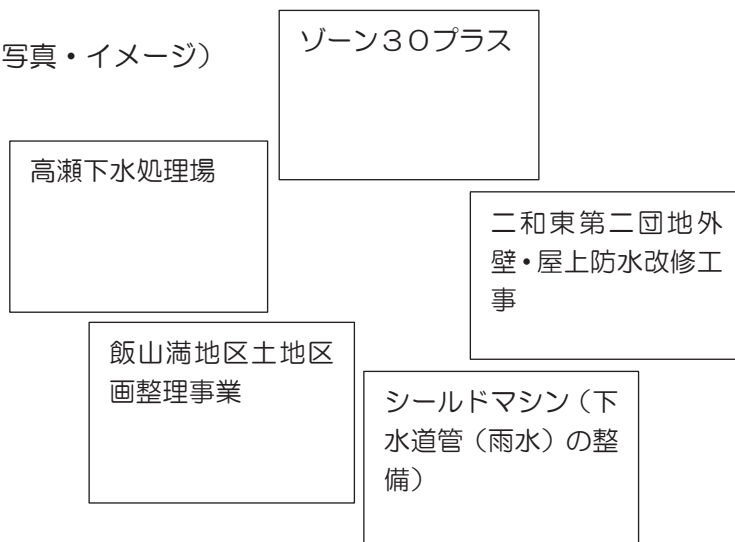 写真・イメージ）
ゾーン３０プラス
高瀬下水処理場
二和東第二団地外
壁・屋上防水改修工
事
飯山満地区土地区
画整理事業
シールドマシン（下
水道管（雨水）の整
備）